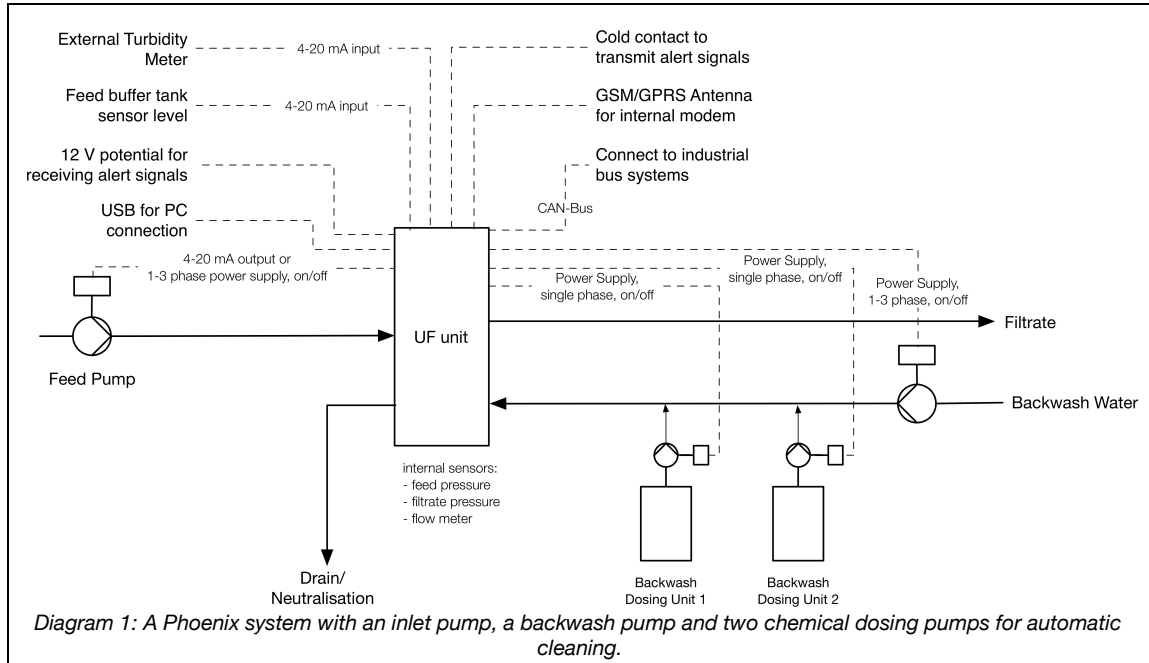 External Turbidity
Meter
4-20 mA input
Cold contact to
transmit alert signals
Feed buffer tank
sensor level
4-20 mA input
GSM/GPRS Antenna
for internal modem
12 V potential for
receiving alert signals
Connect to industrial
bus systems
USB for PC
connection
CAN-Bus
4-20 mA output or
1-3 phase power supply, on/off
Power Supply,
single phase, on/off
Power Supply,
single phase, on/off
Power Supply,
1-3 phase, on/off
Feed Pump
UF unit
Filtrate
Backwash Water
internal sensors:
- feed pressure
- filtrate pressure
- flow meter
Drain/
Neutralisation
Backwash
Dosing Unit 1
Backwash
Dosing Unit 2
Diagram 1: A Phoenix system with an inlet pump, a backwash pump and two chemical dosing pumps for automatic
cleaning.